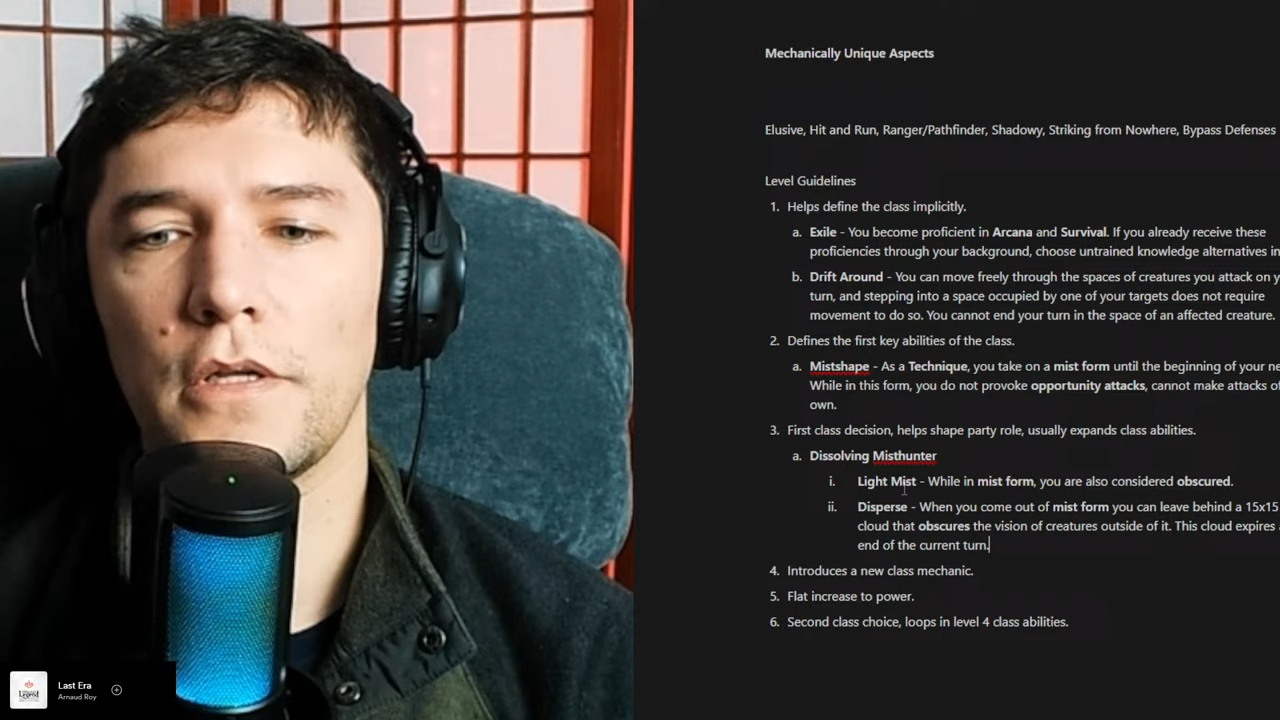 Mechanically Unique Aspects
Elusive, Hit and Run, Ranger/Pathfinder, Shadowy, Striking from Nowhere, Bypass Defenses
Level Guidelines
1. Helps define the class implicitly.
a. Exile - You become proficient in Arcana and Survival. If you already receive these
proficiencies through your background, choose untrained knowledge alternatives in
b. Drift Around - You can move freely through the spaces of creatures you attack on y
turn, and stepping into a space occupied by one of your targets does not require
movement to do so. You cannot end your turn in the space of an affected creature.
2. Defines the first key abilities of the class.
a. Mistshape - As a Technique, you take on a mist form until the beginning of your ne
While in this form, you do not provoke opportunity attacks, cannot make attacks of
own.
3. First class decision, helps shape party role, usually expands class abilities.
a. Dissolving Misthunter
i. Light Mist - While in mist form, you are also considered obscured.
ii. Disperse - When you come out of mist form you can leave behind a 15x15
cloud that obscures the vision of creatures outside of it. This cloud expires
end of the current turn.
4. Introduces a new class mechanic.
5. Flat increase to power.
6. Second class choice, loops in level 4 class abilities.
Legend
Last Era
Arnaud Roy